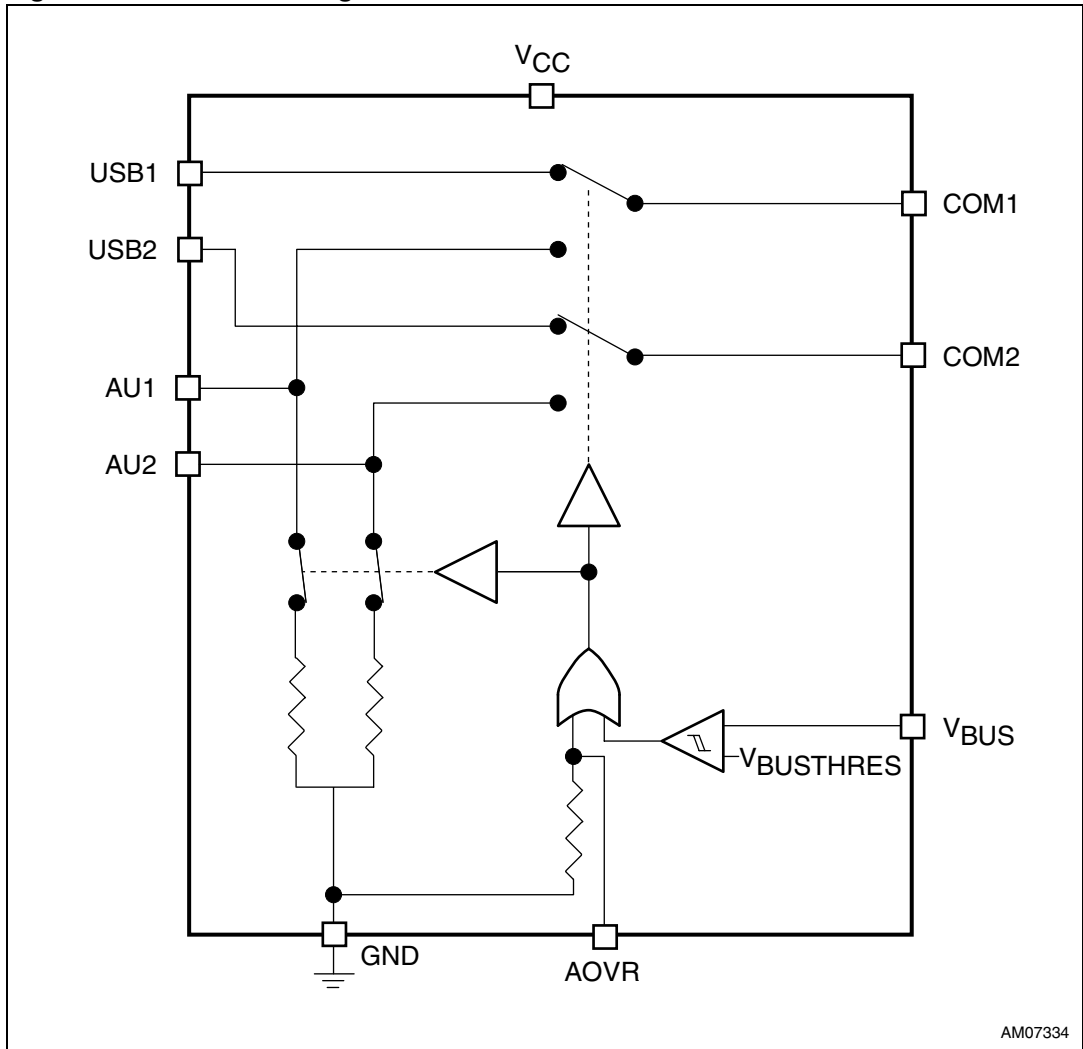 VCC
USB1
COM1
USB2
COM2
AU1
AU2
VBUS
VBUSTHRES
GND
AOVR
AM07334